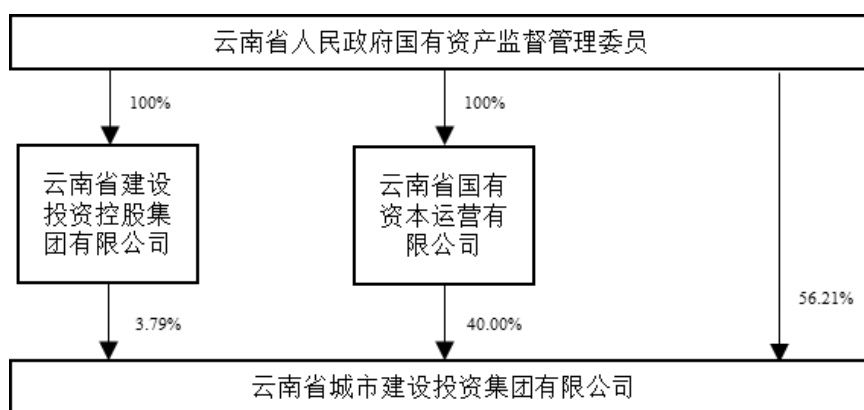 云南省人民政府国有资产监督管理委员
100%
100%
云南省建设
投资控股集
团有限公司
云南省国有
资本运营有
限公司
56.21%
3.79%
40.00%
云南省城市建设投资集团有限公司